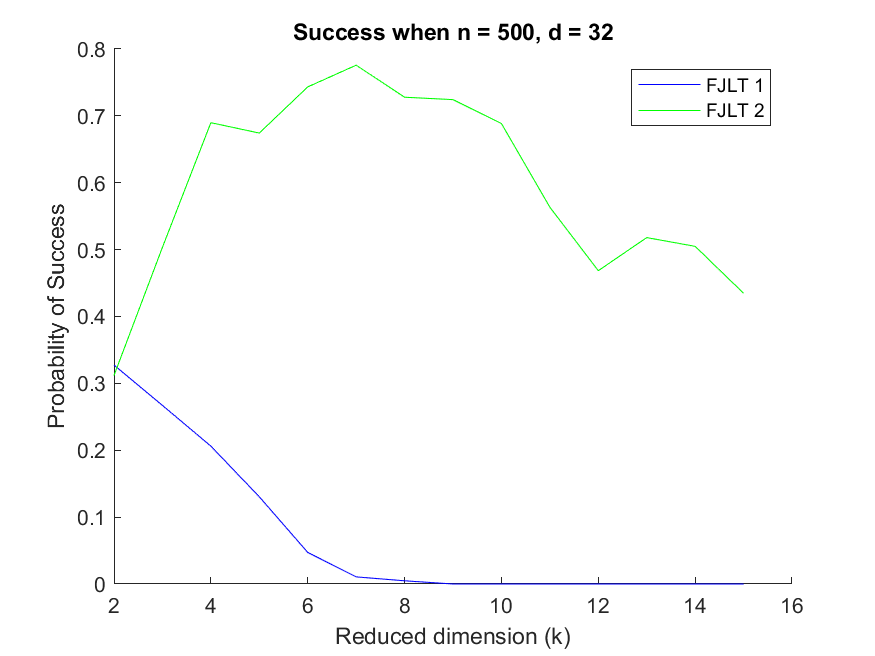 Success when n = 500, d = 32
FJLT 1
FJLT 2
Probability of Success
0.8
0.7
0.6
0.5
0.4
0.3
0.2
0.1
0
2 4 6 8 10 12 14 16
Reduced dimension (k)